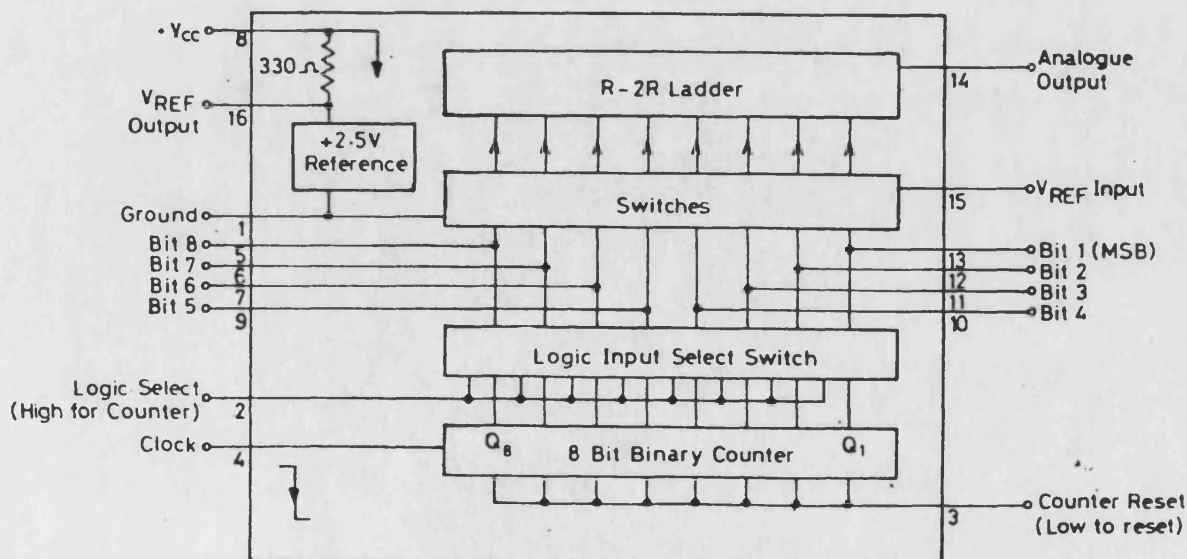 +Vcc
8
330Ω
VREF
Output
16
+2.5V
Reference
Ground
1
Bit 8
5
Bit 7
6
Bit 6
7
Bit 5
9
Logic Select
(High for Counter)
2
Clock
4
R-2R Ladder
Switches
Logic Input Select Switch
Q8
8 Bit Binary Counter
Q1
14
Analogue
Output
15
VREF Input
13
Bit 1 (MSB)
12
Bit 2
11
Bit 3
10
Bit 4
3
Counter Reset
(Low to reset)